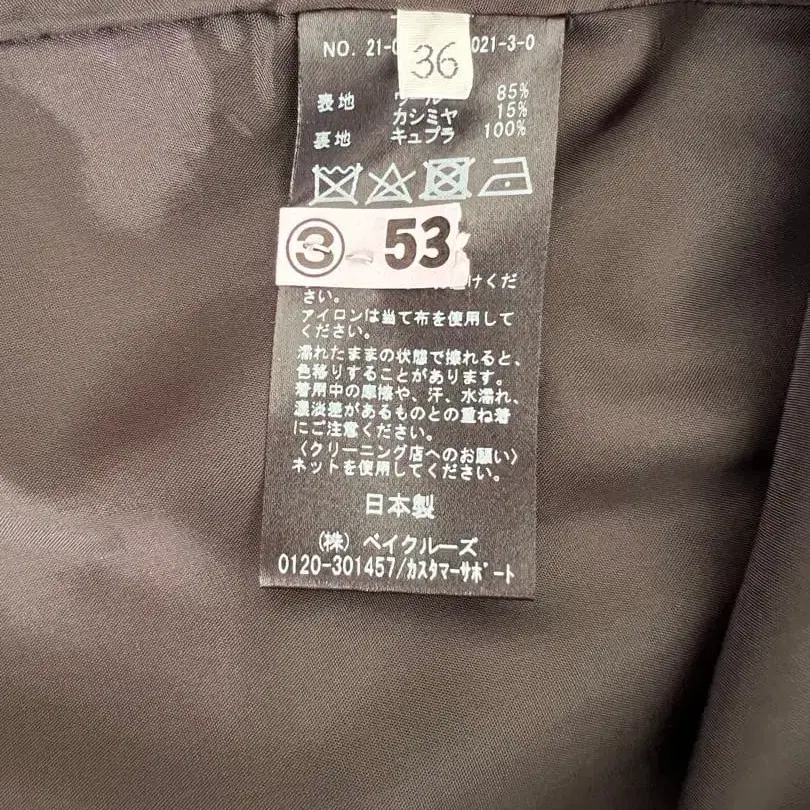 36
NO. 21-0 021-3-0
表地 ウール 85%
カシミヤ 15%
裏地 キュプラ 100%
③ 53
けくだ
さい。
アイロンは当て布を使用して
ください。
濡れたままの状態で擦れると、
色移りすることがあります。
着用中の摩擦や、汗、水濡れ、
濃淡差があるものとの重ね着
にご注意ください。
〈クリーニング店へのお願い〉
ネットを使用してください。
日本製
(株) ベイクルーズ
0120-301457/カスタマーサポート